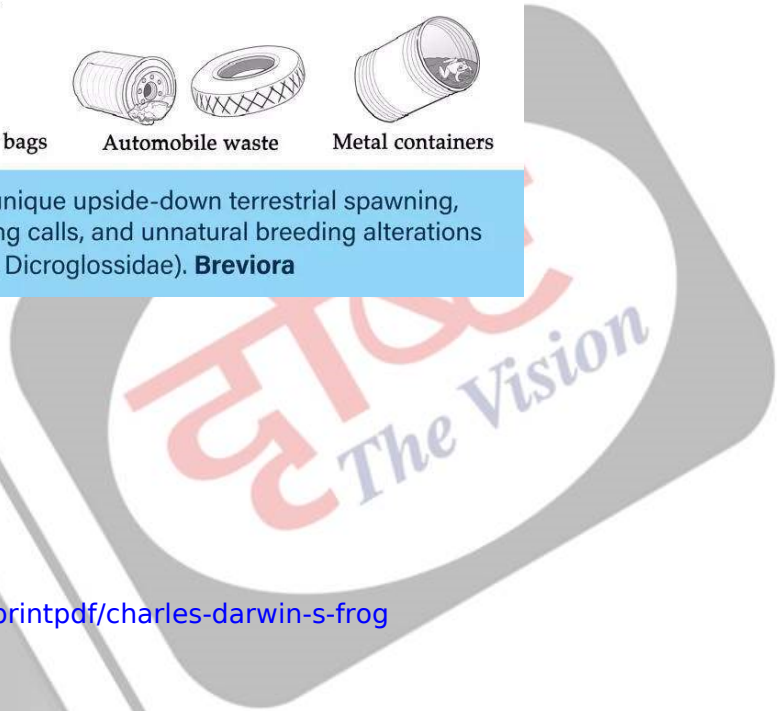 bags Automobile waste Metal containers
unique upside-down terrestrial spawning,
ng calls, and unnatural breeding alterations
Dicroglossidae). Breviora
दृष्टि
The Vision
printpdf/charles-darwin-s-frog